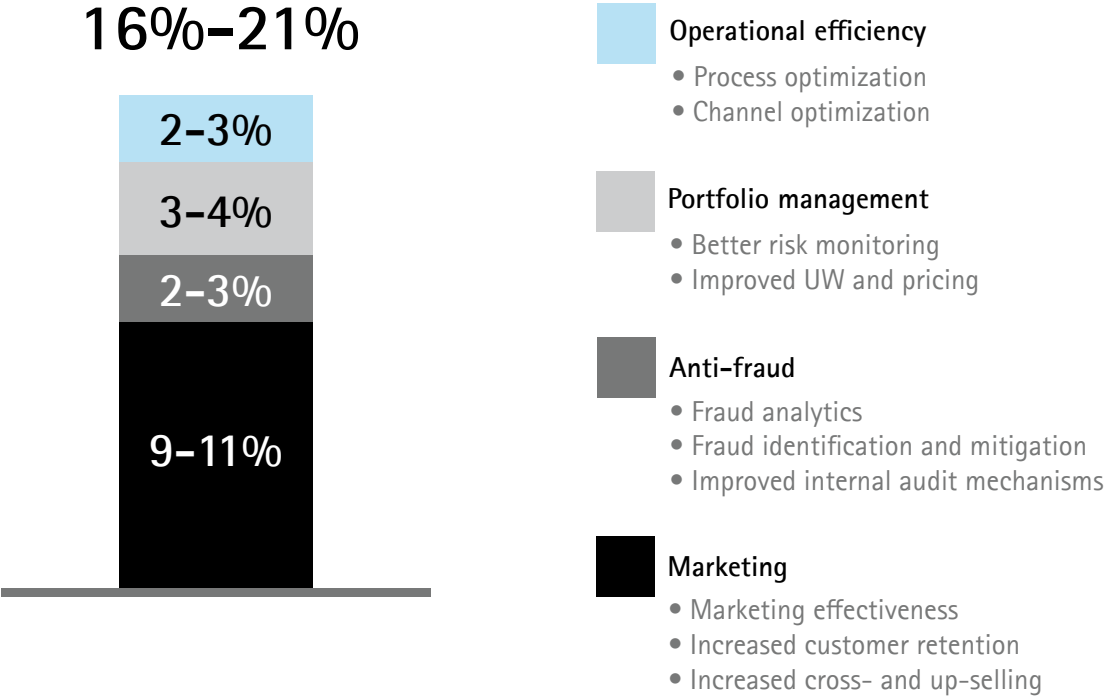 16%–21%
2–3%
3–4%
2–3%
9–11%
Operational efficiency
• Process optimization
• Channel optimization
Portfolio management
• Better risk monitoring
• Improved UW and pricing
Anti-fraud
• Fraud analytics
• Fraud identification and mitigation
• Improved internal audit mechanisms
Marketing
• Marketing effectiveness
• Increased customer retention
• Increased cross- and up-selling